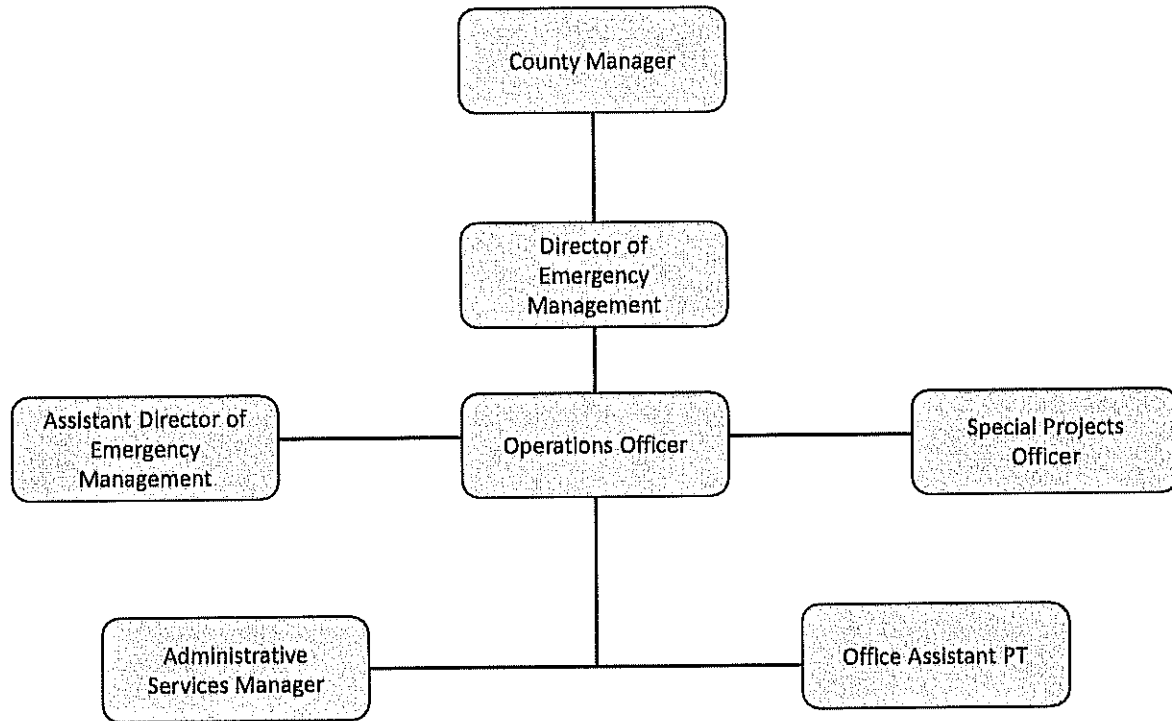 County Manager
Director of
Emergency
Management
Assistant Director of
Emergency
Management
Operations Officer
Special Projects
Officer
Administrative
Services Manager
Office Assistant PT